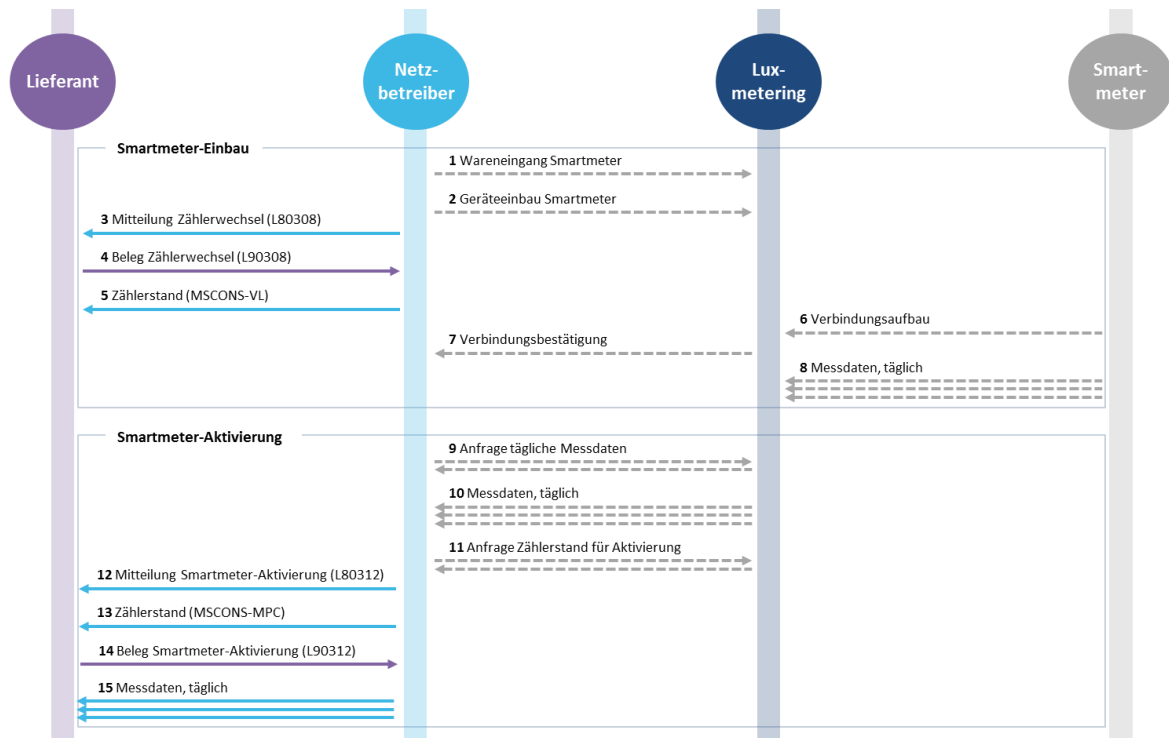 Lieferant
Netz-
betreiber
Lux-
metering
Smart-
meter
Smartmeter-Einbau
1 Wareneingang Smartmeter
2 Geräteeinbau Smartmeter
3 Mitteilung Zählerwechsel (L80308)
4 Beleg Zählerwechsel (L90308)
5 Zählerstand (MSCONS-VL)
6 Verbindungsaufbau
7 Verbindungsbestätigung
8 Messdaten, täglich
Smartmeter-Aktivierung
9 Anfrage tägliche Messdaten
10 Messdaten, täglich
11 Anfrage Zählerstand für Aktivierung
12 Mitteilung Smartmeter-Aktivierung (L80312)
13 Zählerstand (MSCONS-MPC)
14 Beleg Smartmeter-Aktivierung (L90312)
15 Messdaten, täglich